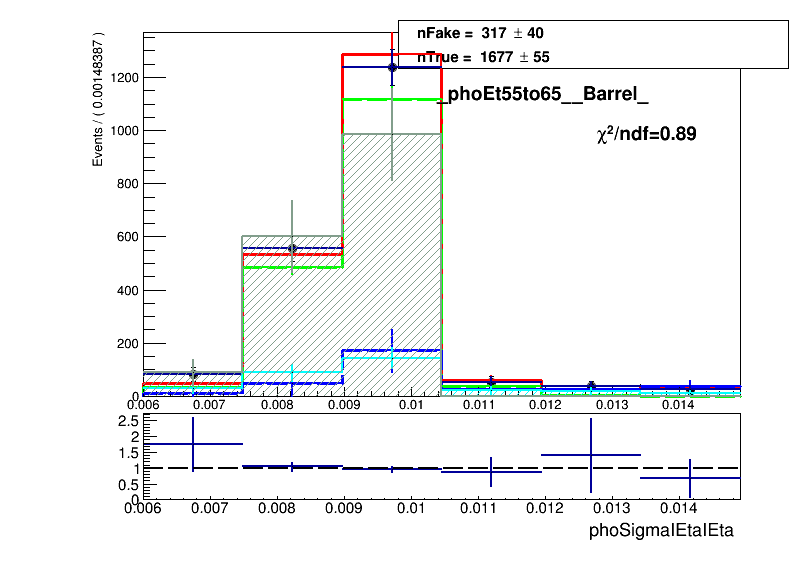 nFake = 317 ± 40
nTrue = 1677 ± 55
_phoEt55to65__Barrel_
χ²/ndf=0.89
Events / ( 0.00148387 )
1200
1000
800
600
400
200
0
0.006 0.007 0.008 0.009 0.01 0.011 0.012 0.013 0.014
2.5
2
1.5
1
0.5
0
0.006 0.007 0.008 0.009 0.01 0.011 0.012 0.013 0.014
phoSigmaIEtaIEta